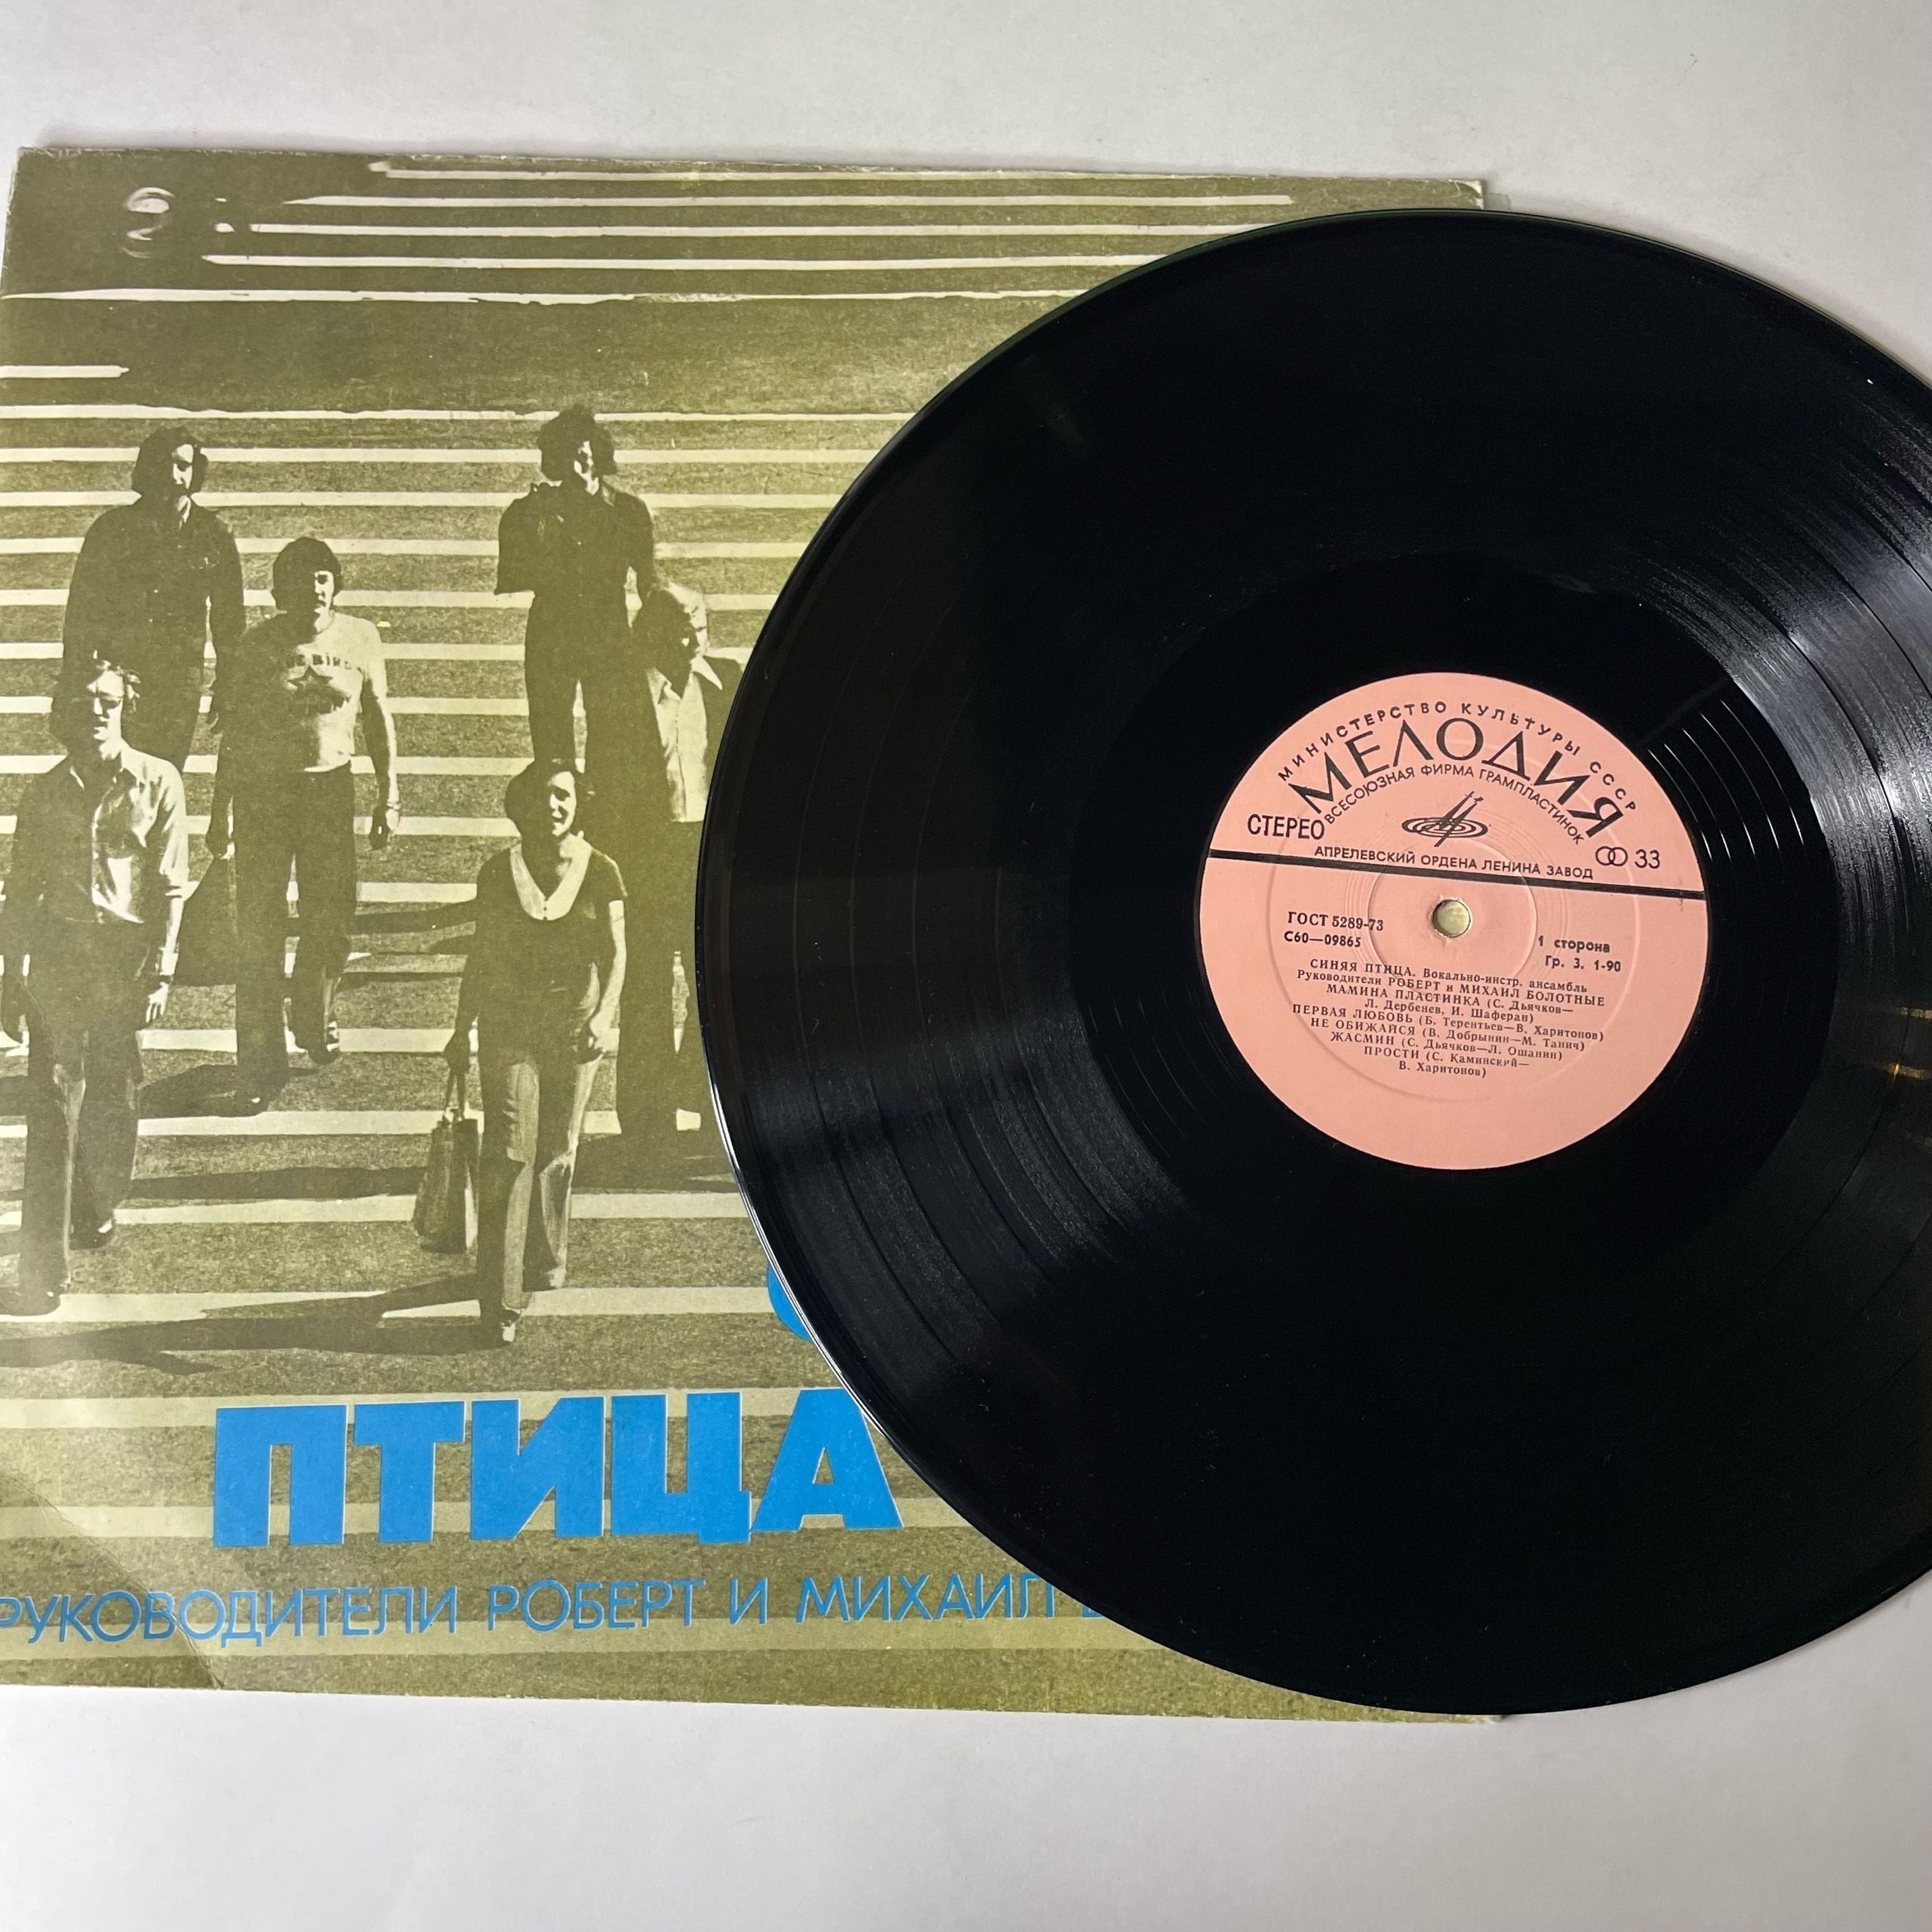 ПТИЦА
РУКОВОДИТЕЛИ РОБЕРТ И МИХАИЛ
МИНИСТЕРСТВО КУЛЬТУРЫ СССР
МЕЛОДИЯ
ВСЕСОЮЗНАЯ ФИРМА ГРАМПЛАСТИНОК
СТЕРЕО
33
АПРЕЛЕВСКИЙ ОРДЕНА ЛЕНИНА ЗАВОД
ГОСТ 5289-73
С60—09865
1 сторона
Гр. 3. 1-90
СИНЯЯ ПТИЦА. Вокально-инстр. ансамбль
Руководители РОБЕРТ и МИХАИЛ БОЛОТНЫЕ
МАМИНА ПЛАСТИНКА (С. Дьячков—
Л. Дербенев, И. Шаферан)
ПЕРВАЯ ЛЮБОВЬ (Б. Терентьев—В. Харитонов)
НЕ ОБИЖАЙСЯ (В. Добрынин—М. Танич)
ЖАСМИН (С. Дьячков—Л. Ошанин)
ПРОСТИ (С. Каминский—
В. Харитонов)